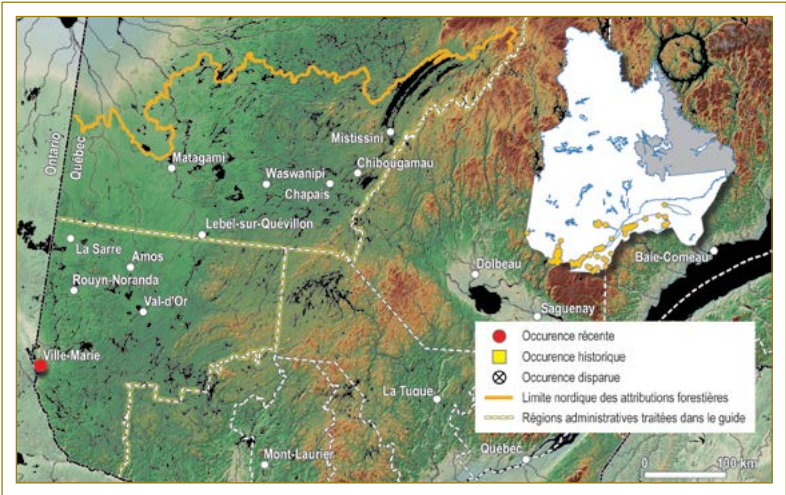 Ontario
Québec
Mistissini
Matagami
Waswanipi
Chibougamau
Chapais
Lebel-sur-Quévillon
La Sarre
Amos
Rouyn-Noranda
Val-d'Or
Dolbeau
Baie-Comeau
Saguenay
Ville-Marie
La Tuque
Mont-Laurier
Québec
Occurence récente
Occurence historique
Occurence disparue
Limite nordique des attributions forestières
Régions administratives traitées dans le guide
0 100 km